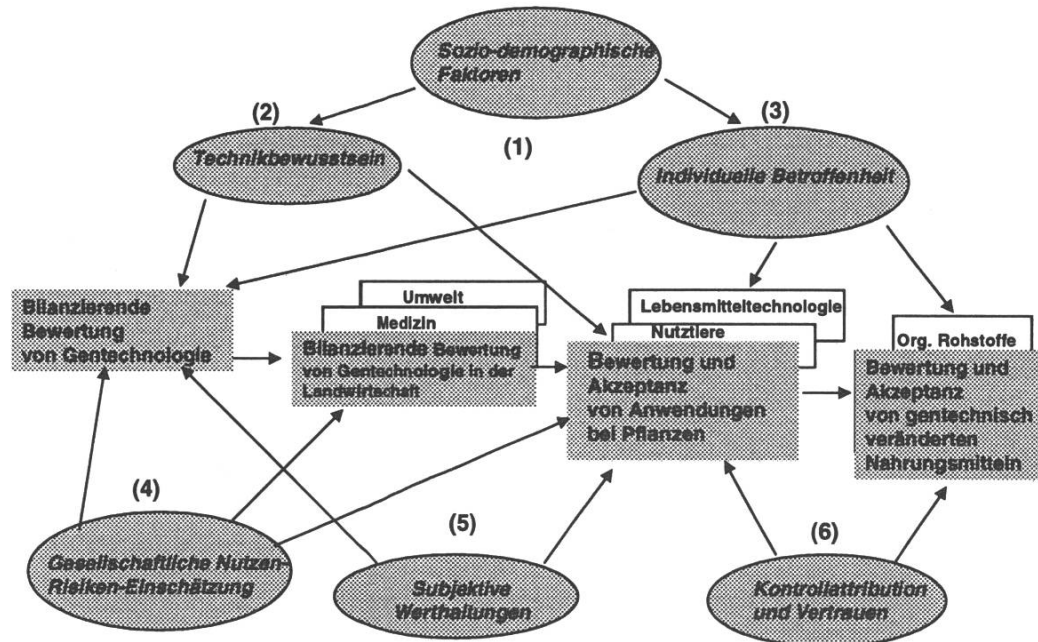 Sozio-demographische
Faktoren
(2)
(3)
(1)
Technikbewusstsein
Individuelle Betroffenheit
Umwelt
Medizin
Bilanzierende
Bewertung
von Gentechnologie
Bilanzierende Bewertung
von Gentechnologie in der
Landwirtschaft
Lebensmitteltechnologie
Nutztiere
Bewertung und
Akzeptanz
von Anwendungen
bei Pflanzen
Org. Rohstoffe
Bewertung und
Akzeptanz
von gentechnisch
veränderten
Nahrungsmitteln
(4)
(5)
(6)
Gesellschaftliche Nutzen-
Risiken-Einschätzung
Subjektive
Werthaltungen
Kontrollattribution
und Vertrauen